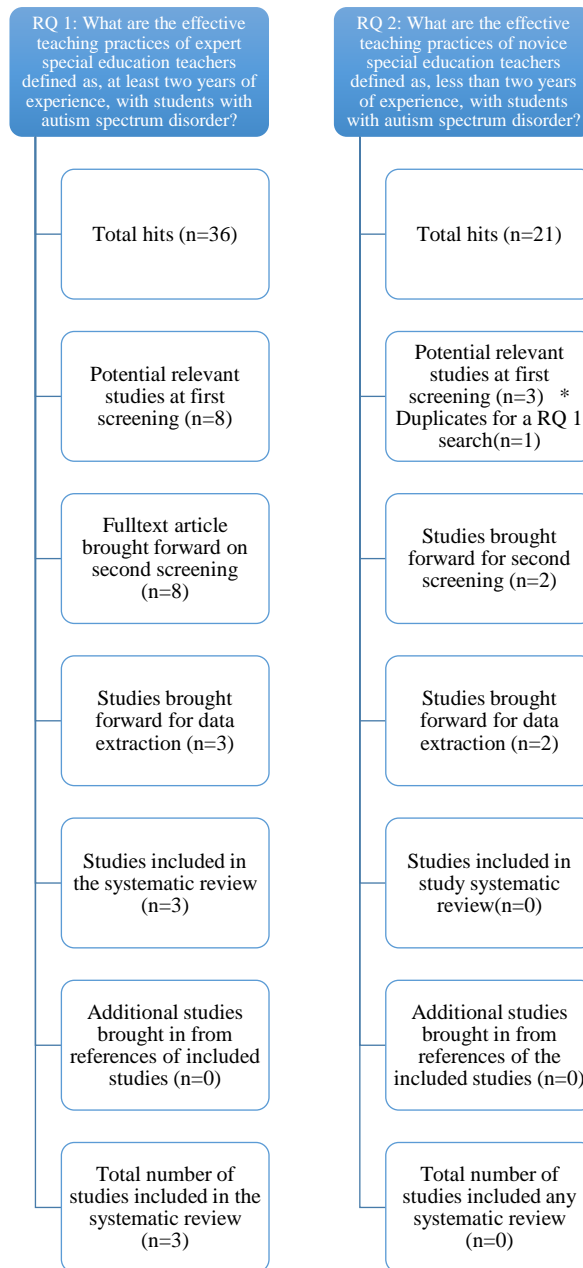 RQ 1: What are the effective
teaching practices of expert
special education teachers
defined as, at least two years of
experience, with students with
autism spectrum disorder?
Total hits (n=36)
Potential relevant
studies at first
screening (n=8)
Fulltext article
brought forward on
second screening
(n=8)
Studies brought
forward for data
extraction (n=3)
Studies included in
the systematic review
(n=3)
Additional studies
brought in from
references of included
studies (n=0)
Total number of
studies included in the
systematic review
(n=3)
RQ 2: What are the effective
teaching practices of novice
special education teachers
defined as, less than two years
of experience, with students
with autism spectrum disorder?
Total hits (n=21)
Potential relevant
studies at first
screening (n=3)   *
Duplicates for a RQ 1
search(n=1)
Studies brought
forward for second
screening (n=2)
Studies brought
forward for data
extraction (n=2)
Studies included in
study systematic
review(n=0)
Additional studies
brought in from
references of the
included studies (n=0)
Total number of
studies included any
systematic review
(n=0)